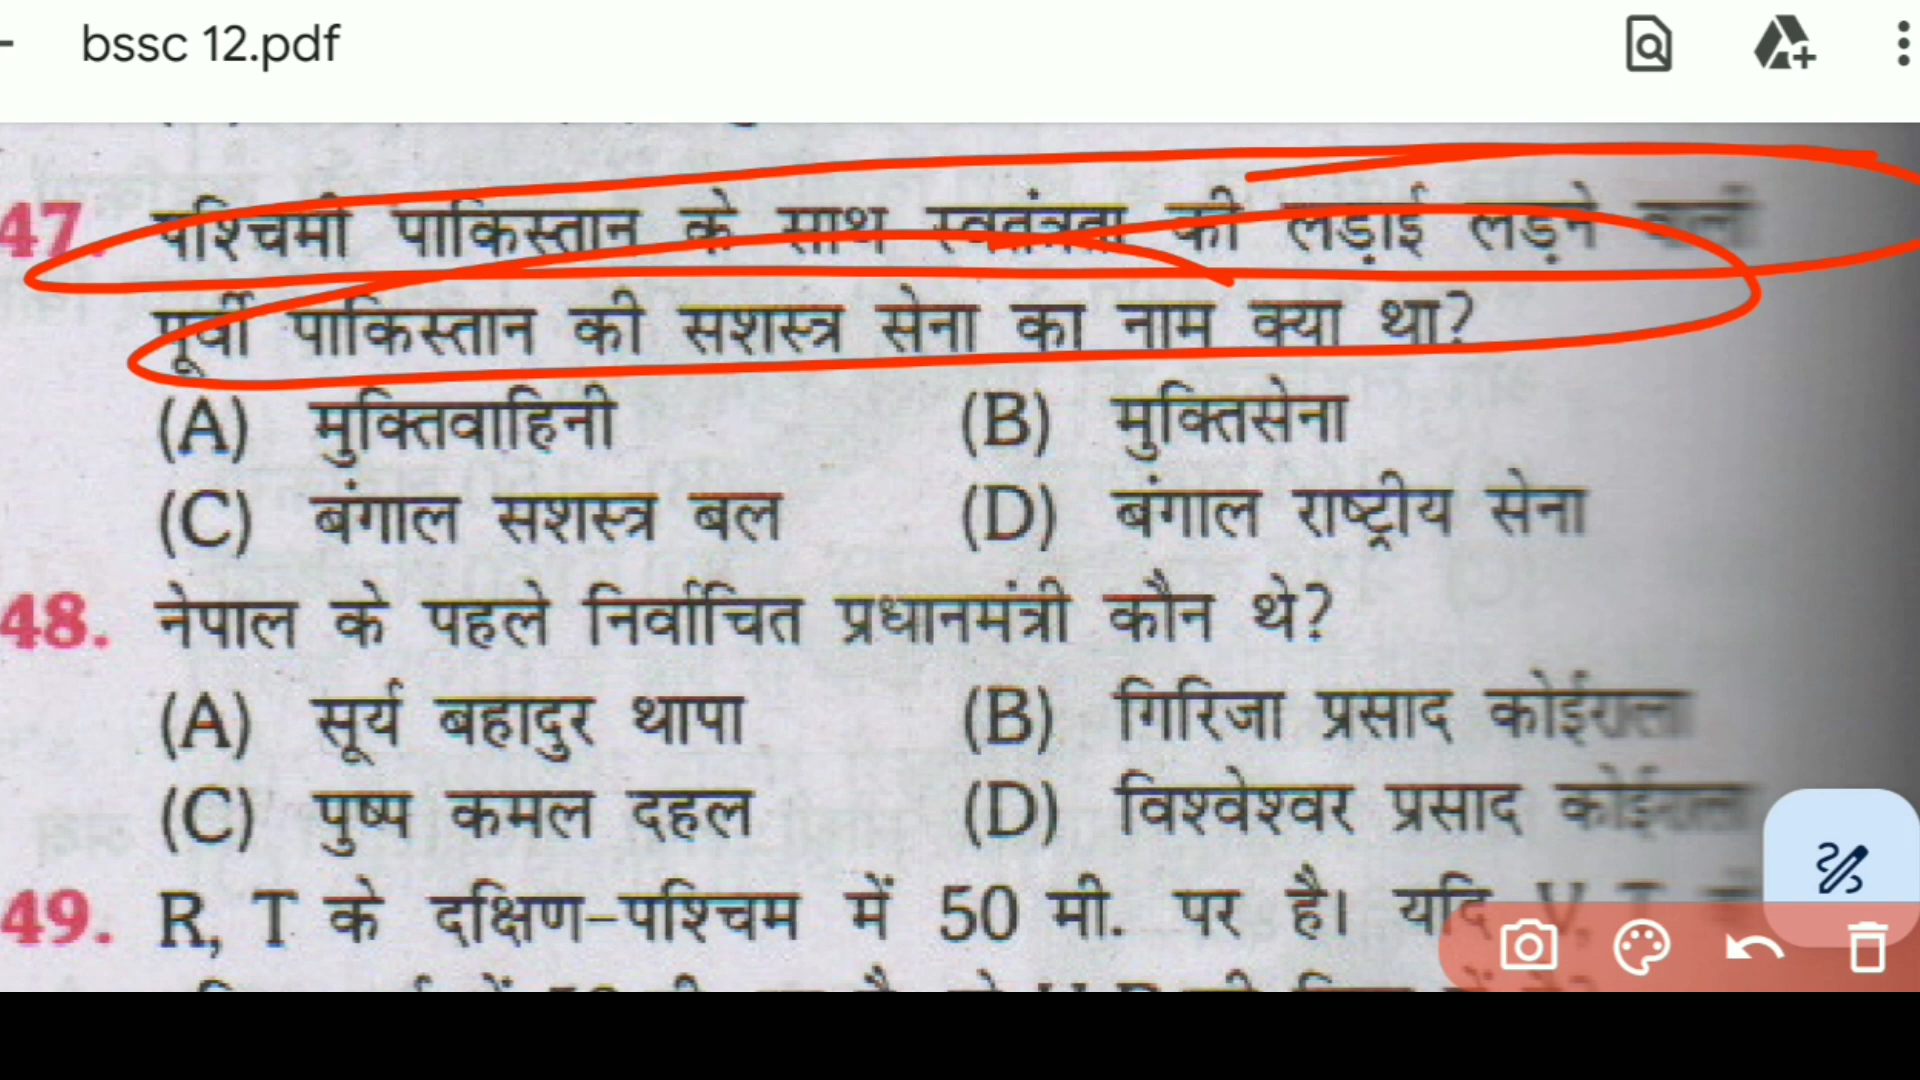 bssc 12.pdf
47. पश्चिमी पाकिस्तान के साथ स्वतंत्रता की लड़ाई लड़ने वाली
पूर्वी पाकिस्तान की सशस्त्र सेना का नाम क्या था?
(A) मुक्तिवाहिनी (B) मुक्तिसेना
(C) बंगाल सशस्त्र बल (D) बंगाल राष्ट्रीय सेना
48. नेपाल के पहले निर्वाचित प्रधानमंत्री कौन थे?
(A) सूर्य बहादुर थापा (B) गिरिजा प्रसाद कोईराला
(C) पुष्प कमल दहल (D) विश्वेश्वर प्रसाद कोईराला
49. R, T के दक्षिण-पश्चिम में 50 मी. पर है। यदि V, T